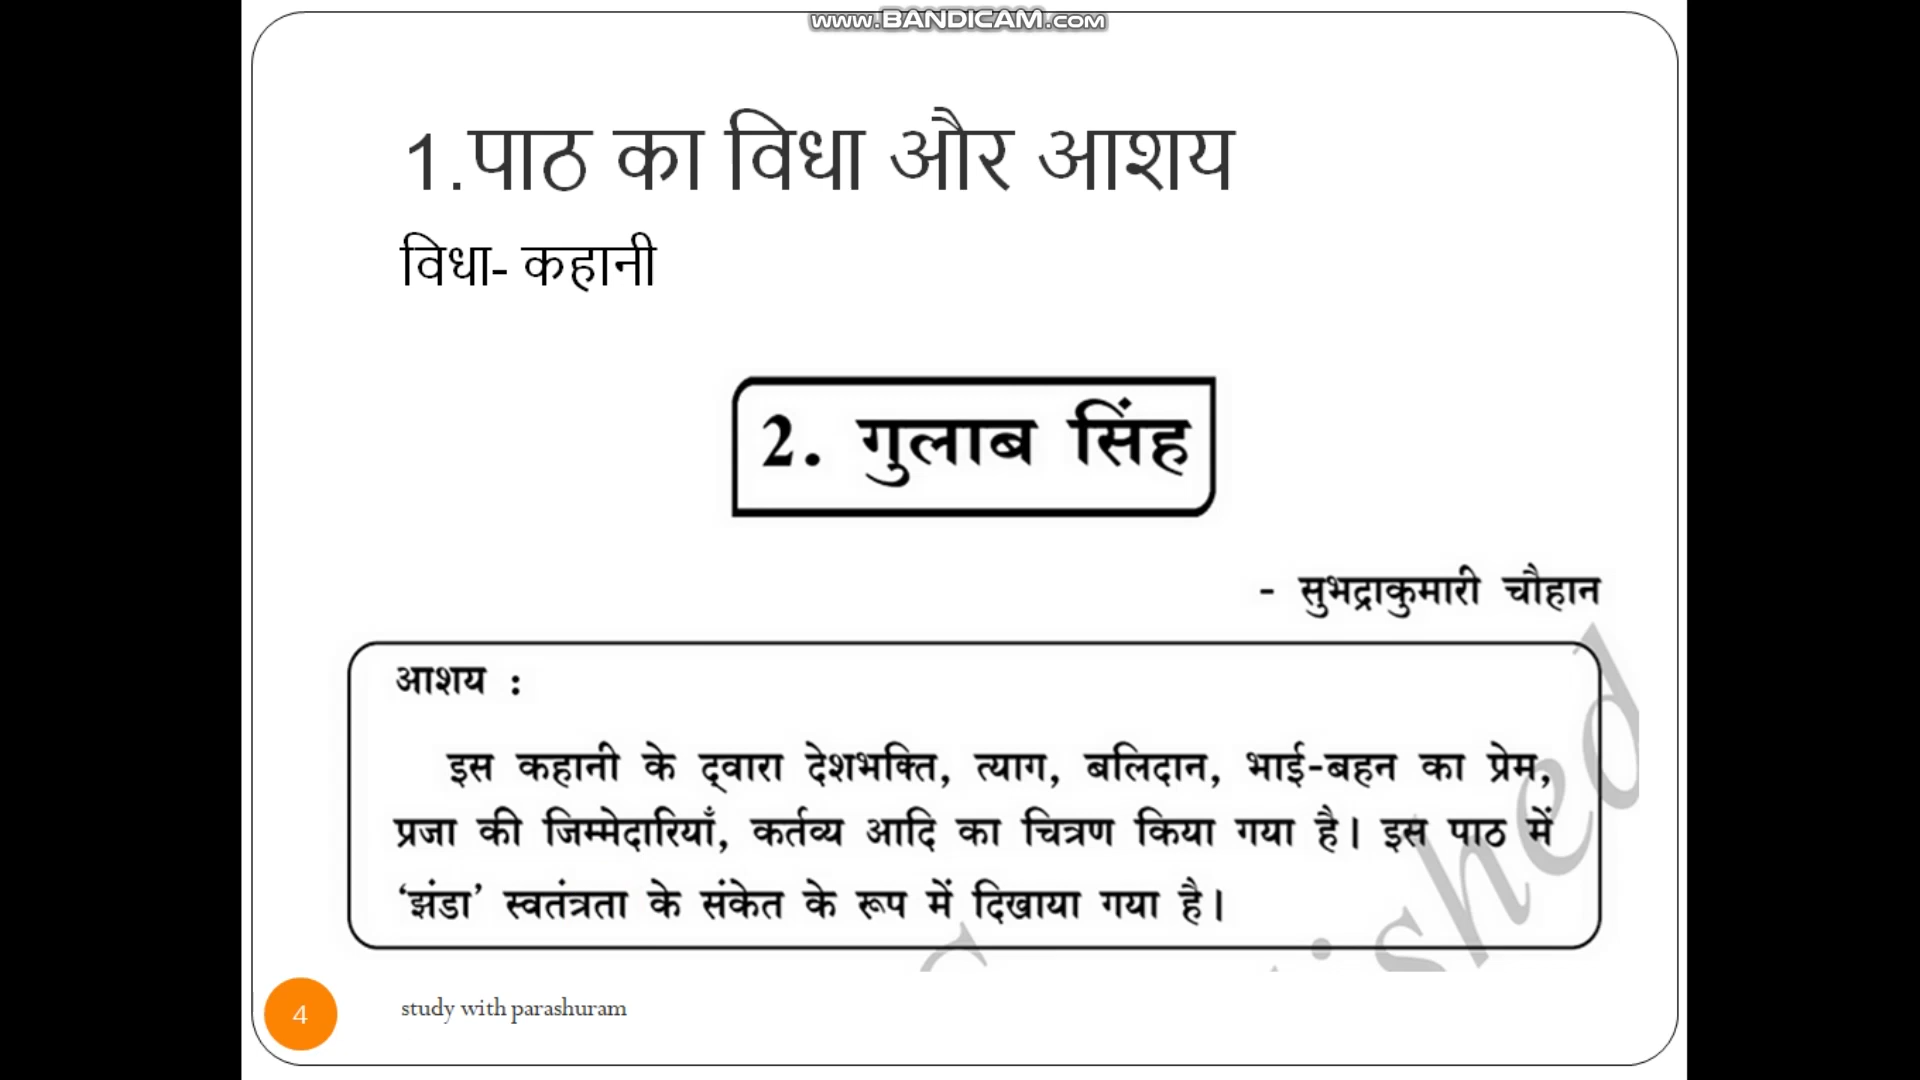 www.BANDICAM.com
1.पाठ का विधा और आशय
विधा- कहानी
2. गुलाब सिंह
- सुभद्राकुमारी चौहान
आशय :
इस कहानी के द्वारा देशभक्ति, त्याग, बलिदान, भाई-बहन का प्रेम,
प्रजा की जिम्मेदारियाँ, कर्तव्य आदि का चित्रण किया गया है। इस पाठ में
‘झंडा’ स्वतंत्रता के संकेत के रूप में दिखाया गया है।
4
study with parashuram